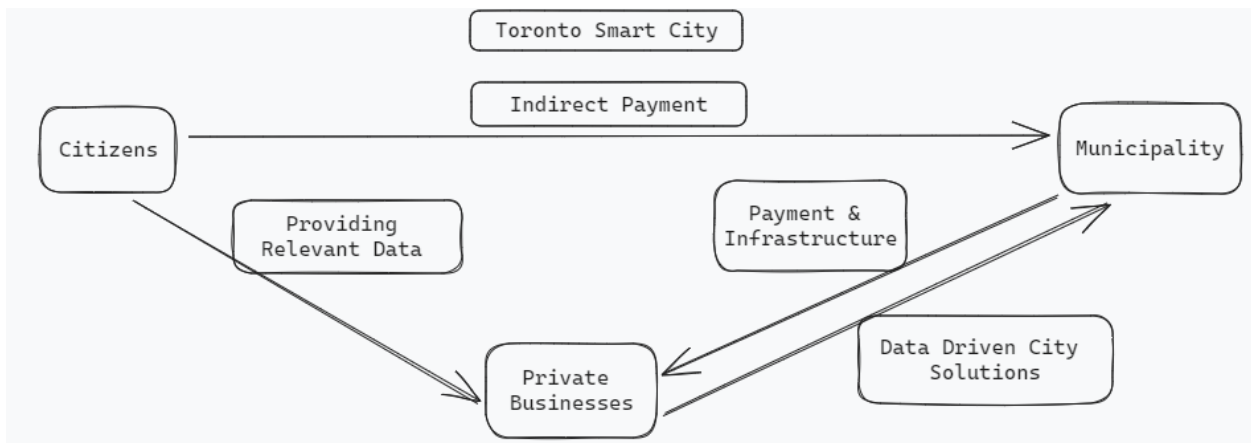 Toronto Smart City
Indirect Payment
Citizens
Municipality
Providing
Relevant Data
Payment &
Infrastructure
Private
Businesses
Data Driven City
Solutions